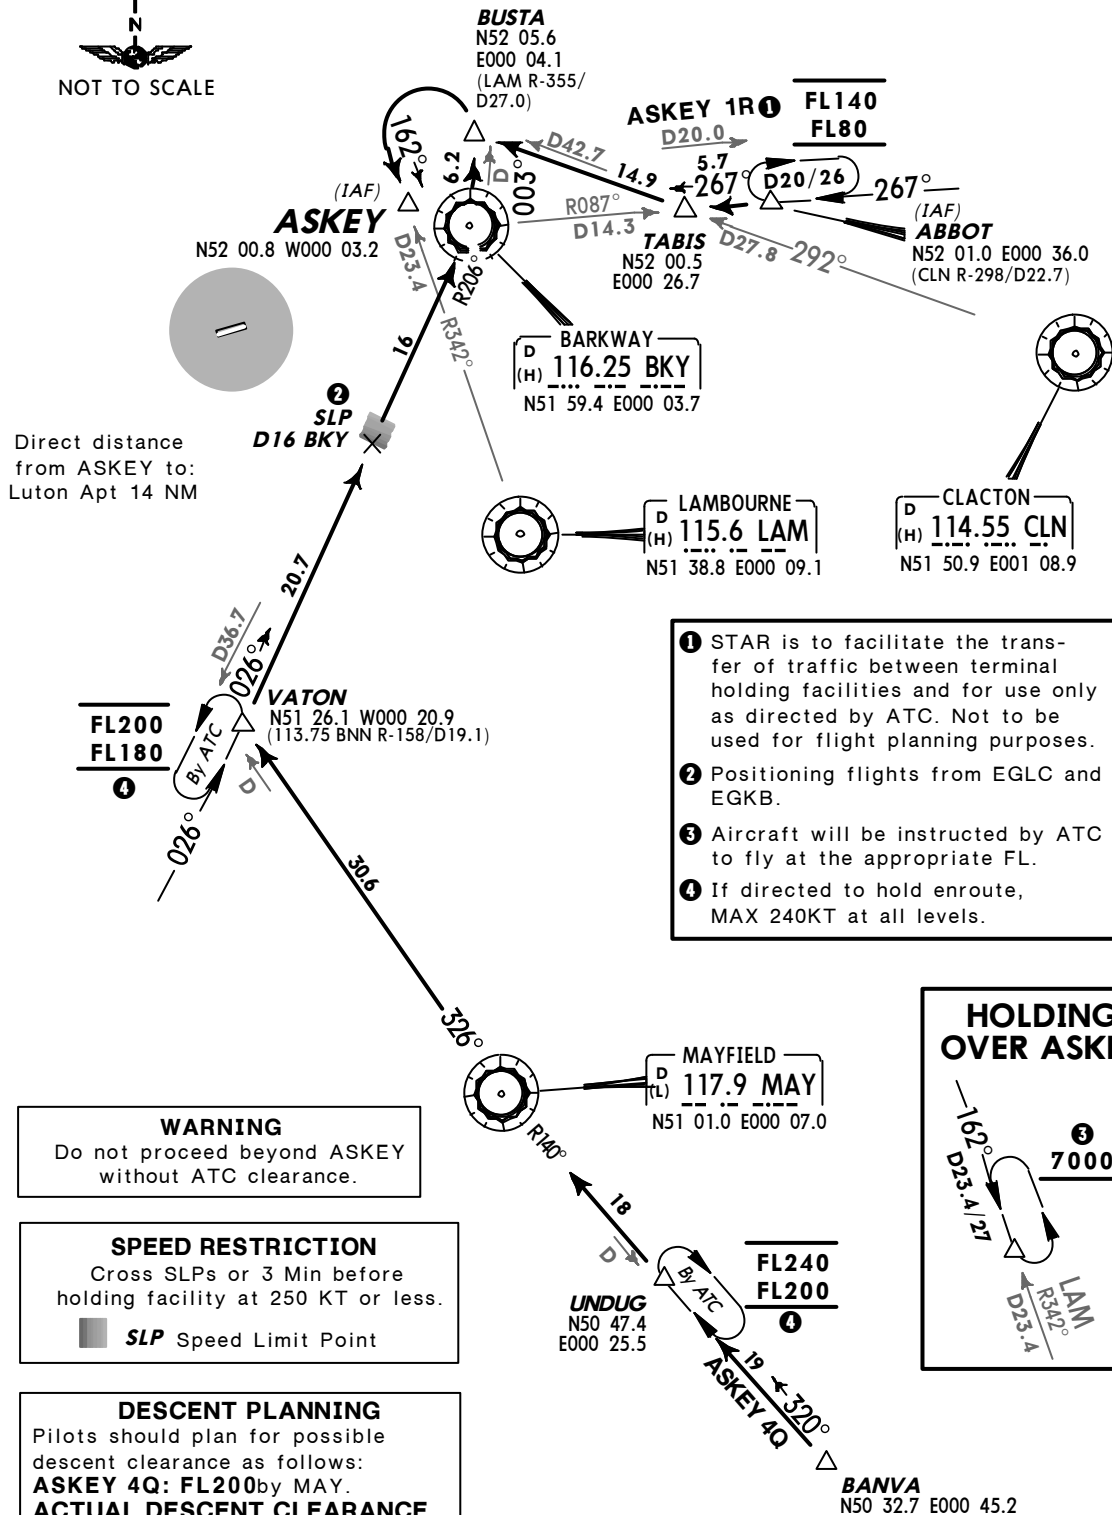 N
NOT TO SCALE
BUSTA
N52 05.6
E000 04.1
(LAM R-355/
D27.0)
ASKEY 1R ❶
D20.0
FL140
FL80
162°
6.2
D
003°
D42.7
14.9
5.7
267°
D20/26
267°
(IAF)
ASKEY
N52 00.8 W000 03.2
R087°
D14.3
TABIS
N52 00.5
E000 26.7
D27.8
292°
(IAF)
ABBOT
N52 01.0 E000 36.0
(CLN R-298/D22.7)
D23.4
R342°
R206°
16
BARKWAY
D
(H) 116.25 BKY
N51 59.4 E000 03.7
❷
SLP
D16 BKY
Direct distance
from ASKEY to:
Luton Apt 14 NM
LAMBOURNE
D
(H) 115.6 LAM
N51 38.8 E000 09.1
CLACTON
D
(H) 114.55 CLN
N51 50.9 E001 08.9
20.7
D36.7
026°
VATON
N51 26.1 W000 20.9
(113.75 BNN R-158/D19.1)
FL200
FL180
❹
By ATC
026°
D
30.6
326°
❶ STAR is to facilitate the trans-
fer of traffic between terminal
holding facilities and for use only
as directed by ATC. Not to be
used for flight planning purposes.
❷ Positioning flights from EGLC and
EGKB.
❸ Aircraft will be instructed by ATC
to fly at the appropriate FL.
❹ If directed to hold enroute,
MAX 240KT at all levels.
MAYFIELD
D
(L) 117.9 MAY
N51 01.0 E000 07.0
R140°
18
D
UNDUG
N50 47.4
E000 25.5
By ATC
FL240
FL200
❹
19
320°
ASKEY 4Q
BANVA
N50 32.7 E000 45.2
HOLDING
OVER ASKE
162°
D23.4/27
❸
7000
LAM
R342°
D23.4
WARNING
Do not proceed beyond ASKEY
without ATC clearance.
SPEED RESTRICTION
Cross SLPs or 3 Min before
holding facility at 250 KT or less.
SLP Speed Limit Point
DESCENT PLANNING
Pilots should plan for possible
descent clearance as follows:
ASKEY 4Q: FL200 by MAY.
ACTUAL DESCENT CLEARANCE